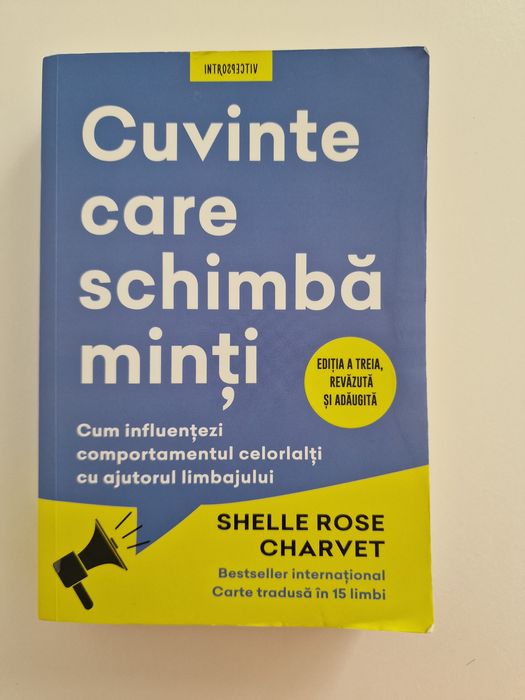 INTROSPECTIV
Cuvinte
care
schimbă
minți
EDIȚIA A TREIA,
REVĂZUTĂ
ȘI ADĂUGITĂ
Cum influențezi
comportamentul celorlalți
cu ajutorul limbajului
SHELLE ROSE
CHARVET
Bestseller internațional
Carte tradusă în 15 limbi